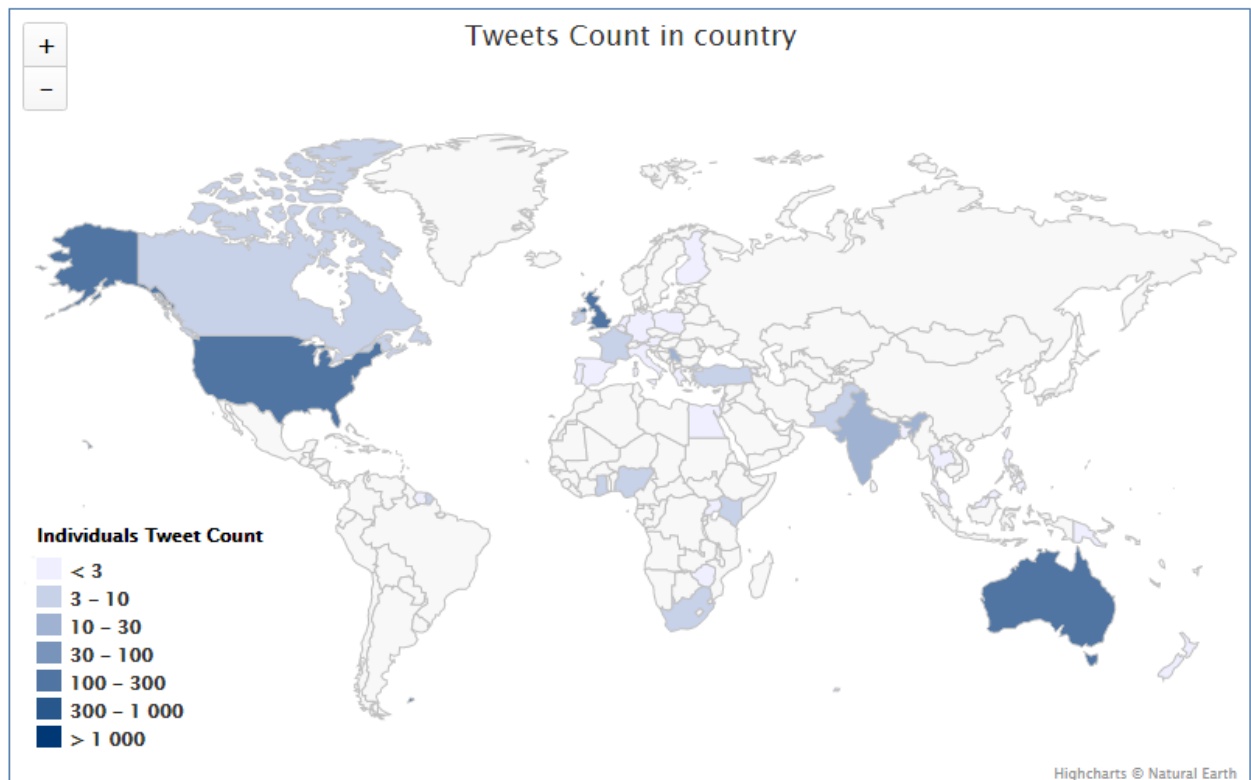 Tweets Count in country
+
−
Individuals Tweet Count
< 3
3 – 10
10 – 30
30 – 100
100 – 300
300 – 1 000
> 1 000
Highcharts © Natural Earth